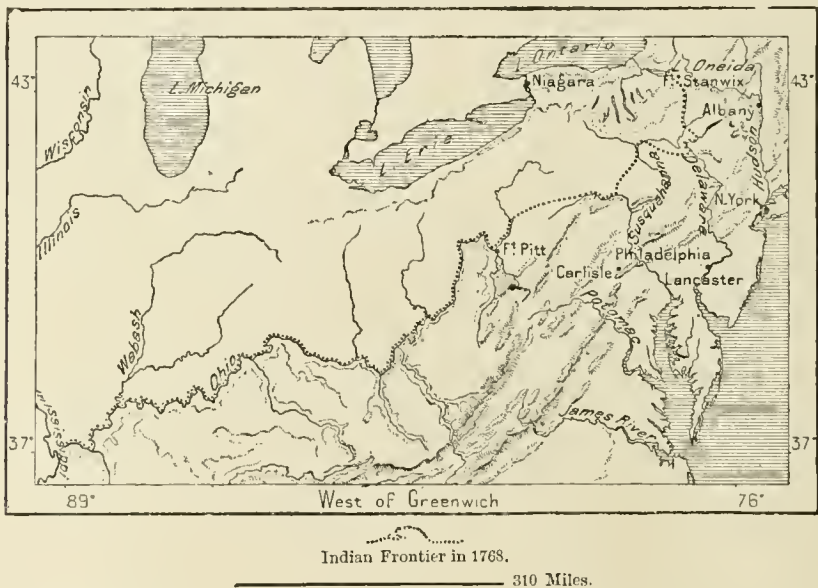 L. Ontario
L. Oneida
43°
L. Michigan
Niagara
Ft. Stanwix
43°
Wisconsin
Albany
L. Erie
Hudson
Delaware
Susquehanna
N. York
Illinois
Ft. Pitt
Philadelphia
Carlisle
Lancaster
Wabash
Potomac
Ohio
Mississippi
James River
37°
37°
89°
West of Greenwich
76°
Indian Frontier in 1768.
310 Miles.